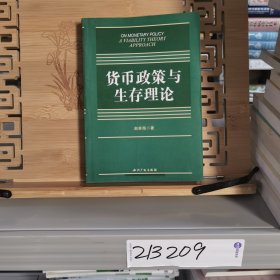 ON MONETARY POLICY
A VIABILITY THEORY
APPROACH
货币政策与
生存理论
213209